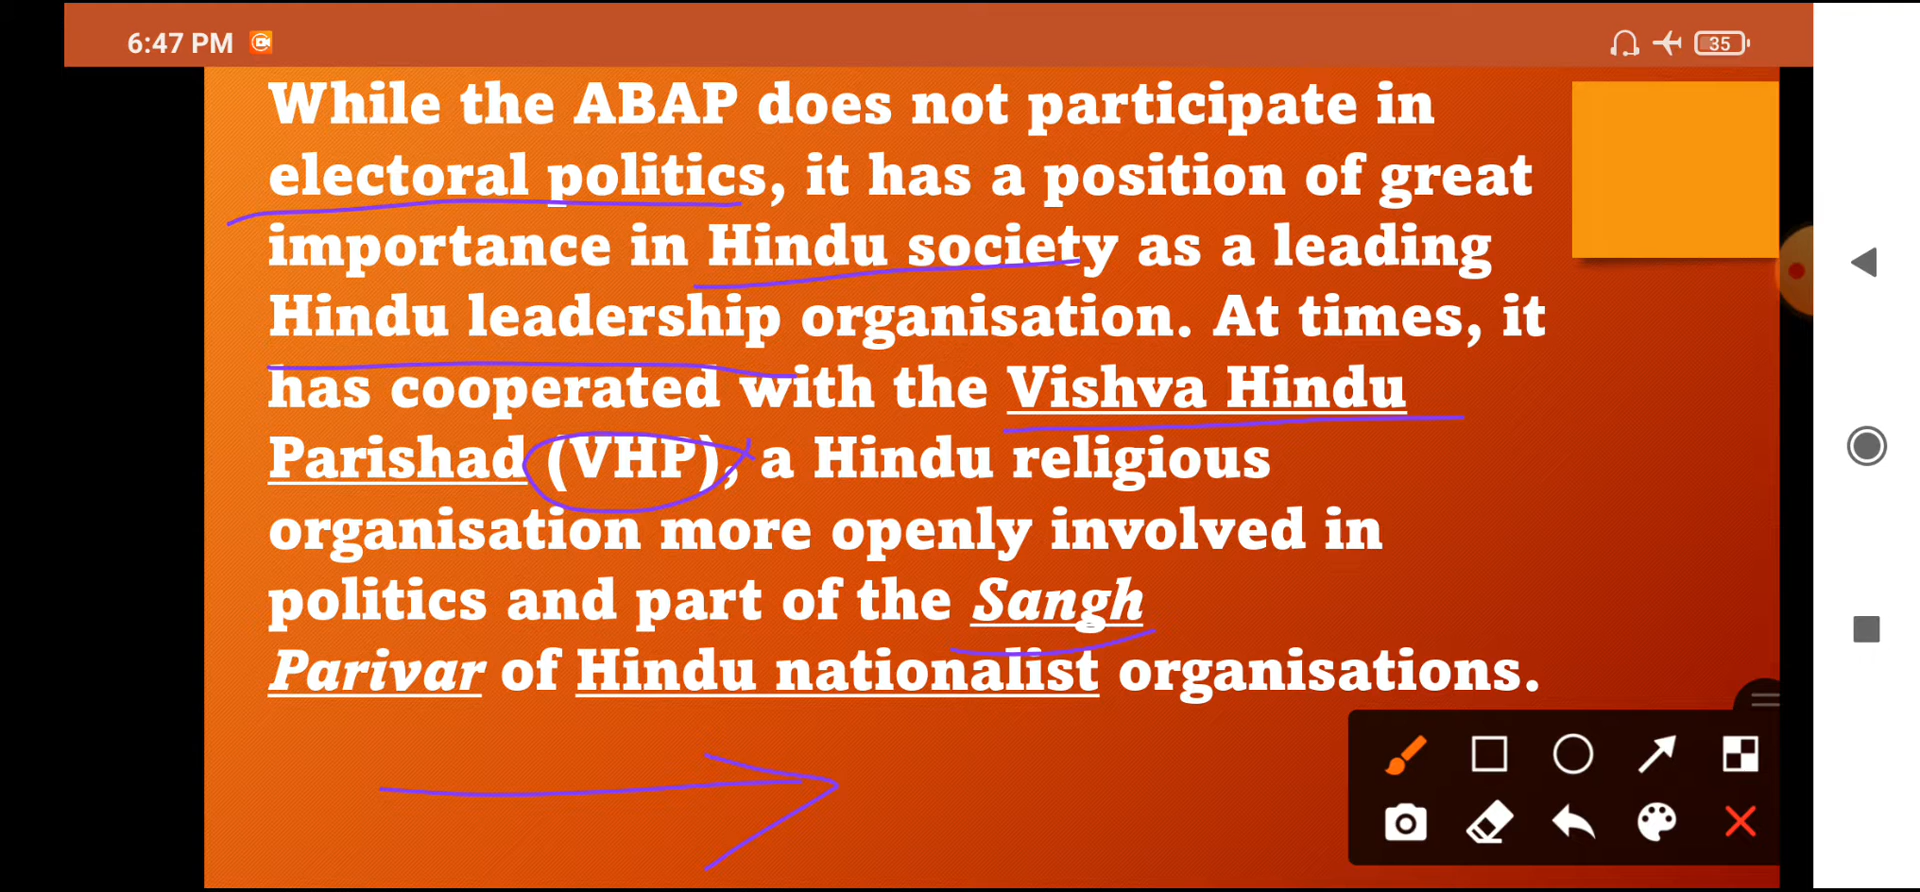 6:47 PM
35
While the ABAP does not participate in
electoral politics, it has a position of great
importance in Hindu society as a leading
Hindu leadership organisation. At times, it
has cooperated with the Vishva Hindu
Parishad (VHP), a Hindu religious
organisation more openly involved in
politics and part of the Sangh
Parivar of Hindu nationalist organisations.